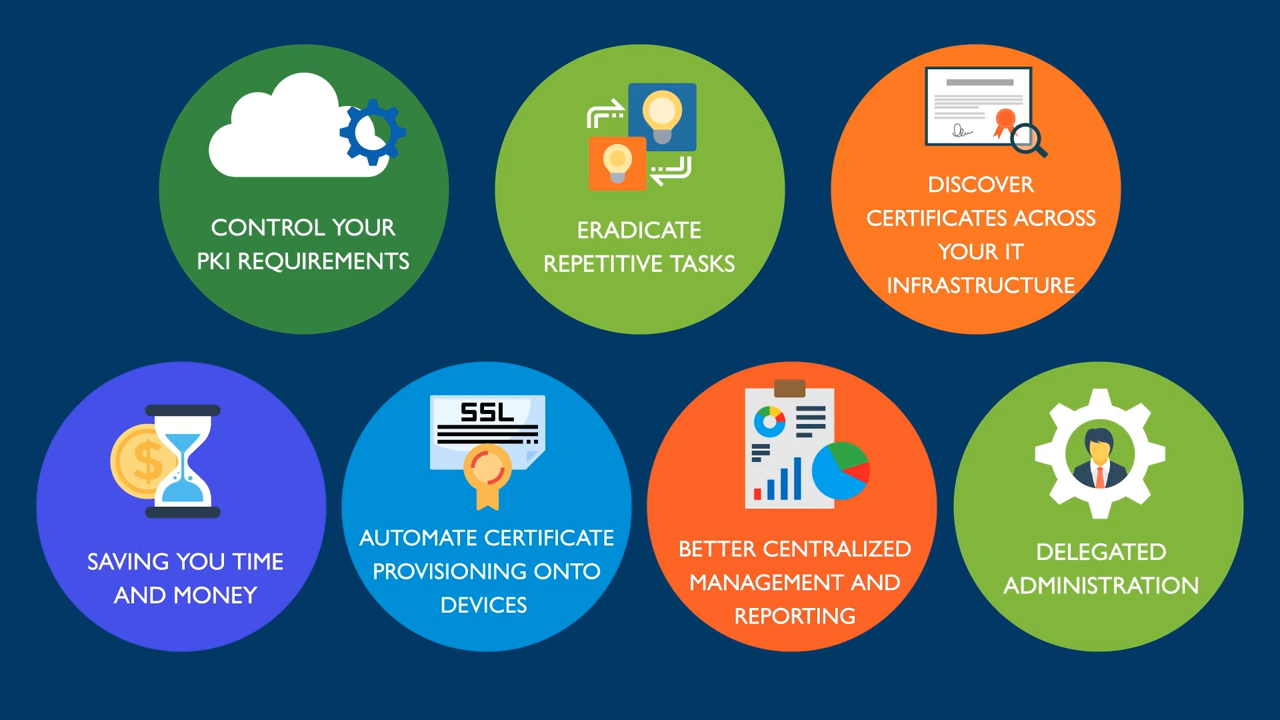 CONTROL YOUR
PKI REQUIREMENTS
ERADICATE
REPETITIVE TASKS
DISCOVER
CERTIFICATES ACROSS
YOUR IT
INFRASTRUCTURE
$
SAVING YOU TIME
AND MONEY
SSL
AUTOMATE CERTIFICATE
PROVISIONING ONTO
DEVICES
BETTER CENTRALIZED
MANAGEMENT AND
REPORTING
DELEGATED
ADMINISTRATION